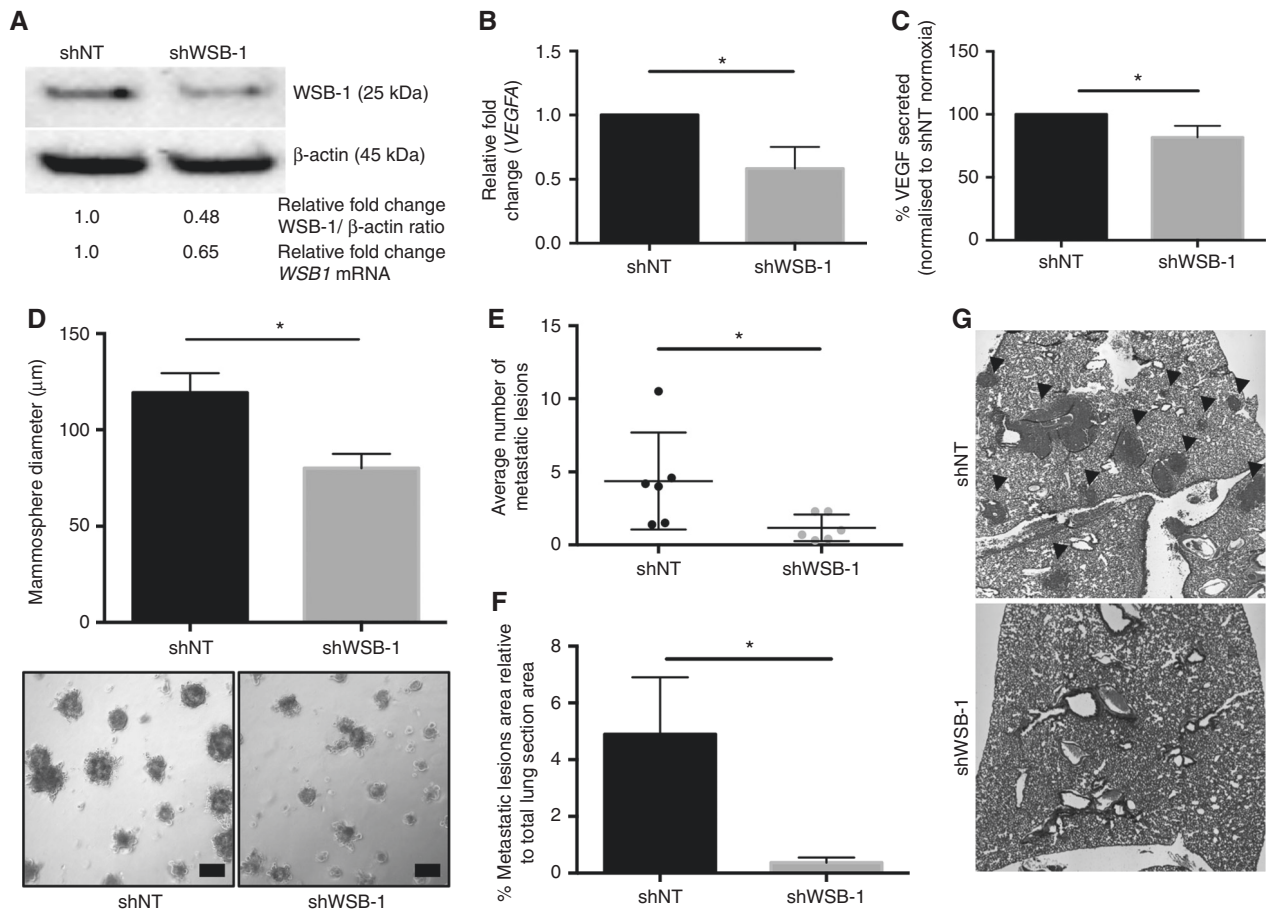 A
shNT shWSB-1
WSB-1 (25 kDa)
β-actin (45 kDa)
1.0 0.48 Relative fold change
WSB-1/ β-actin ratio
1.0 0.65 Relative fold change
WSB1 mRNA
B
Relative fold
change (VEGFA)
1.5
1.0
0.5
0.0
*
shNT shWSB-1
C
% VEGF secreted
(normalised to shNT normoxia)
150
100
50
0
*
shNT shWSB-1
D
Mammosphere diameter (μm)
150
100
50
0
*
shNT shWSB-1
shNT shWSB-1
E
Average number of
metastatic lesions
15
10
5
0
*
shNT shWSB-1
F
% Metastatic lesions area relative
to total lung section area
8
6
4
2
0
*
shNT shWSB-1
G
shNT
shWSB-1